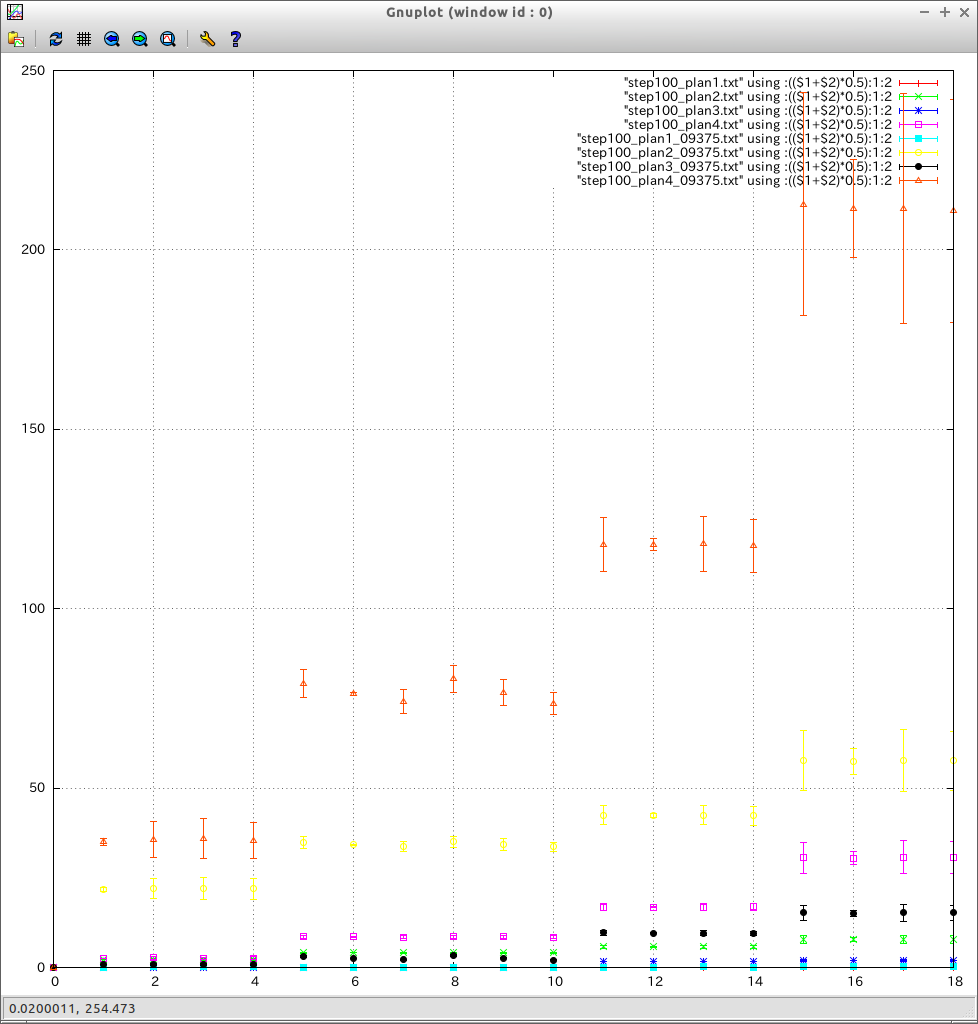 Gnuplot (window id : 0)
250
"step100_plan1.txt" using :(($1+$2)*0.5):1:2
"step100_plan2.txt" using :(($1+$2)*0.5):1:2
"step100_plan3.txt" using :(($1+$2)*0.5):1:2
"step100_plan4.txt" using :(($1+$2)*0.5):1:2
"step100_plan1_09375.txt" using :(($1+$2)*0.5):1:2
"step100_plan2_09375.txt" using :(($1+$2)*0.5):1:2
"step100_plan3_09375.txt" using :(($1+$2)*0.5):1:2
"step100_plan4_09375.txt" using :(($1+$2)*0.5):1:2
200
150
100
50
0
0 2 4 6 8 10 12 14 16 18
0.0200011, 254.473